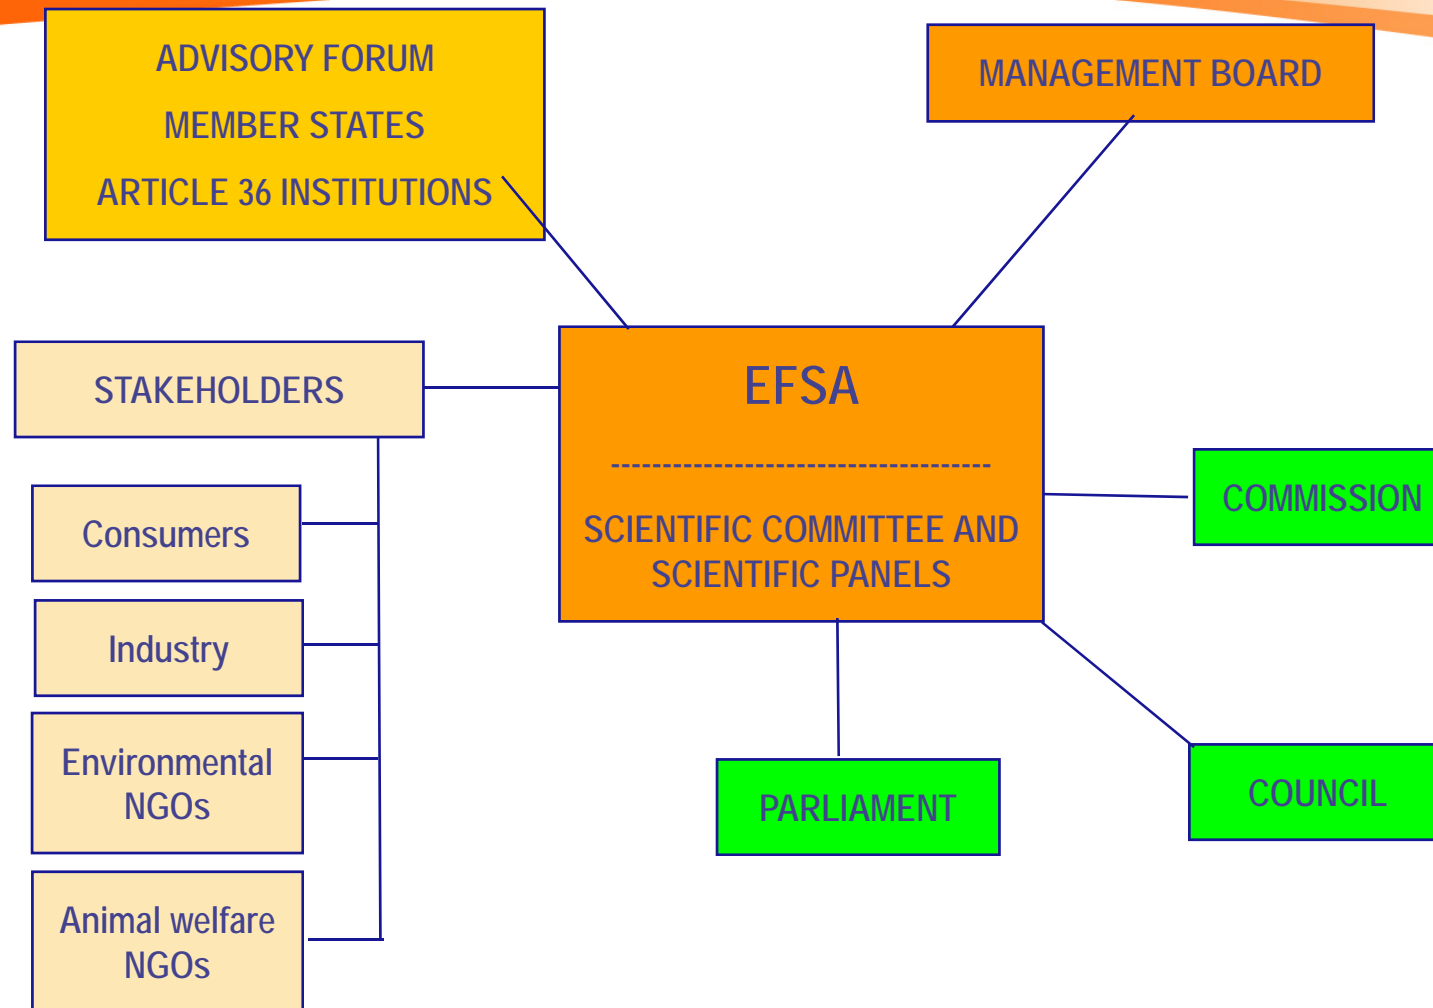 ADVISORY FORUM
MEMBER STATES
ARTICLE 36 INSTITUTIONS
MANAGEMENT BOARD
STAKEHOLDERS
EFSA
-------------------------------------
SCIENTIFIC COMMITTEE AND
SCIENTIFIC PANELS
COMMISSION
Consumers
Industry
Environmental
NGOs
PARLIAMENT
COUNCIL
Animal welfare
NGOs